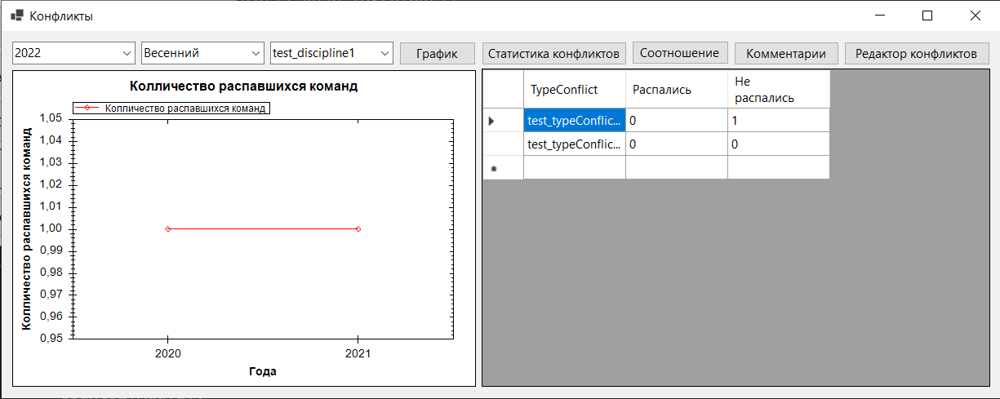 Конфликты
2022 Весенний test_discipline1 График Статистика конфликтов Соотношение Комментарии Редактор конфликтов
Колличество распавшихся команд
Колличество распавшихся команд
Колличество распавшихся команд
1,05
1,04
1,03
1,02
1,01
1,00
0,99
0,98
0,97
0,96
0,95
2020 2021
Года
TypeConflict Распались Не
распались
test_typeConflic... 0 1
test_typeConflic... 0 0